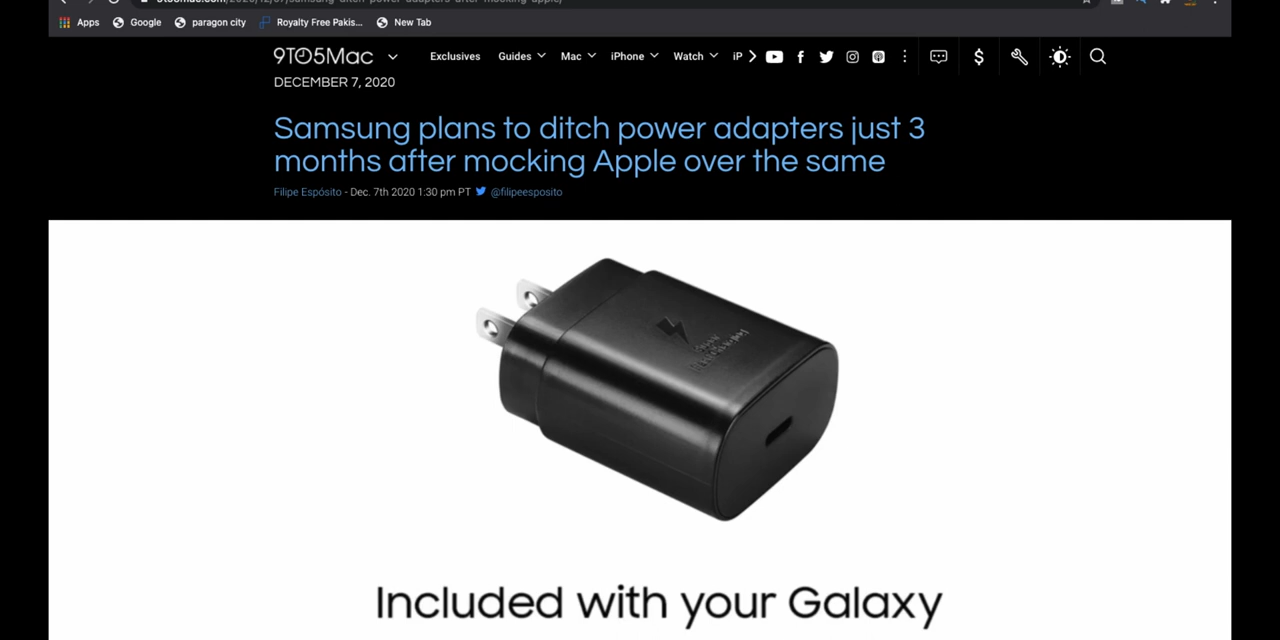 Apps Google paragon city Royalty Free Pakis... New Tab
9TO5Mac Exclusives Guides Mac iPhone Watch iP
DECEMBER 7, 2020
Samsung plans to ditch power adapters just 3
months after mocking Apple over the same
Filipe Espósito - Dec. 7th 2020 1:30 pm PT @filipeesposito
Included with your Galaxy